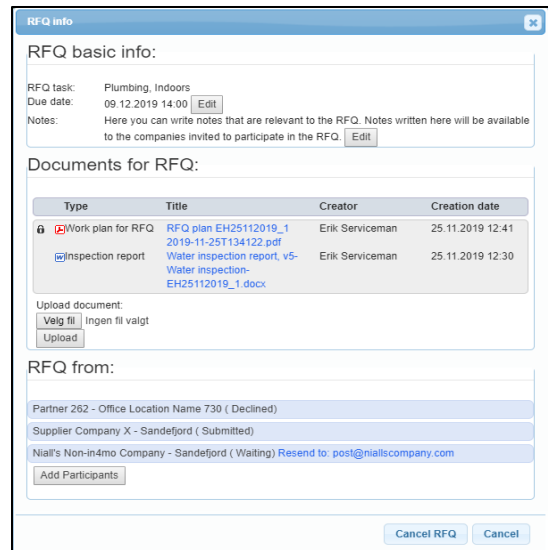 RFQ info
RFQ basic info:
RFQ task: Plumbing, Indoors
Due date: 09.12.2019 14:00 Edit
Notes: Here you can write notes that are relevant to the RFQ. Notes written here will be available
to the companies invited to participate in the RFQ. Edit
Documents for RFQ:
Type Title Creator Creation date
Work plan for RFQ RFQ plan EH25112019_1 Erik Serviceman 25.11.2019 12:41
2019-11-25T134122.pdf
Inspection report Water inspection report, v5- Erik Serviceman 25.11.2019 12:30
Water inspection-
EH25112019_1.docx
Upload document:
Velg fil Ingen fil valgt
Upload
RFQ from:
Partner 262 - Office Location Name 730 ( Declined)
Supplier Company X - Sandefjord ( Submitted)
Niall's Non-in4mo Company - Sandefjord ( Waiting) Resend to: post@niallscompany.com
Add Participants
Cancel RFQ Cancel